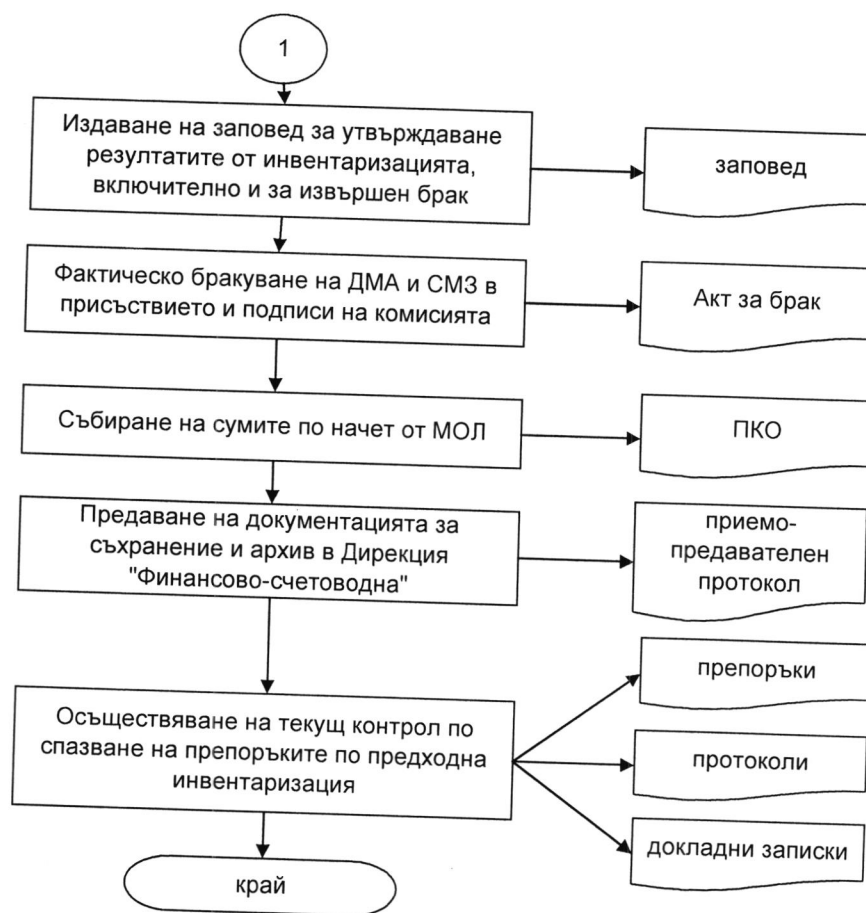 1
Издаване на заповед за утвърждаване
резултатите от инвентаризацията,
включително и за извършен брак
заповед
Фактическо бракуване на ДМА и СМЗ в
присъствието и подписи на комисията
Акт за брак
Събиране на сумите по начет от МОЛ
ПКО
Предаване на документацията за
съхранение и архив в Дирекция
"Финансово-счетоводна"
приемо-
предавателен
протокол
Осъществяване на текущ контрол по
спазване на препоръките по предходна
инвентаризация
препоръки
протоколи
докладни записки
край